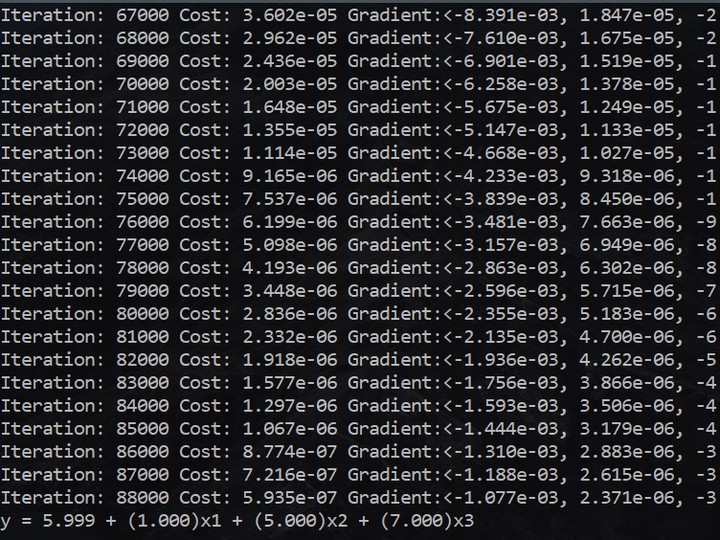 Iteration: 67000 Cost: 3.602e-05 Gradient:<-8.391e-03, 1.847e-05, -2
Iteration: 68000 Cost: 2.962e-05 Gradient:<-7.610e-03, 1.675e-05, -2
Iteration: 69000 Cost: 2.436e-05 Gradient:<-6.901e-03, 1.519e-05, -1
Iteration: 70000 Cost: 2.003e-05 Gradient:<-6.258e-03, 1.378e-05, -1
Iteration: 71000 Cost: 1.648e-05 Gradient:<-5.675e-03, 1.249e-05, -1
Iteration: 72000 Cost: 1.355e-05 Gradient:<-5.147e-03, 1.133e-05, -1
Iteration: 73000 Cost: 1.114e-05 Gradient:<-4.668e-03, 1.027e-05, -1
Iteration: 74000 Cost: 9.165e-06 Gradient:<-4.233e-03, 9.318e-06, -1
Iteration: 75000 Cost: 7.537e-06 Gradient:<-3.839e-03, 8.450e-06, -1
Iteration: 76000 Cost: 6.199e-06 Gradient:<-3.481e-03, 7.663e-06, -9
Iteration: 77000 Cost: 5.098e-06 Gradient:<-3.157e-03, 6.949e-06, -8
Iteration: 78000 Cost: 4.193e-06 Gradient:<-2.863e-03, 6.302e-06, -8
Iteration: 79000 Cost: 3.448e-06 Gradient:<-2.596e-03, 5.715e-06, -7
Iteration: 80000 Cost: 2.836e-06 Gradient:<-2.355e-03, 5.183e-06, -6
Iteration: 81000 Cost: 2.332e-06 Gradient:<-2.135e-03, 4.700e-06, -6
Iteration: 82000 Cost: 1.918e-06 Gradient:<-1.936e-03, 4.262e-06, -5
Iteration: 83000 Cost: 1.577e-06 Gradient:<-1.756e-03, 3.866e-06, -4
Iteration: 84000 Cost: 1.297e-06 Gradient:<-1.593e-03, 3.506e-06, -4
Iteration: 85000 Cost: 1.067e-06 Gradient:<-1.444e-03, 3.179e-06, -4
Iteration: 86000 Cost: 8.774e-07 Gradient:<-1.310e-03, 2.883e-06, -3
Iteration: 87000 Cost: 7.216e-07 Gradient:<-1.188e-03, 2.615e-06, -3
Iteration: 88000 Cost: 5.935e-07 Gradient:<-1.077e-03, 2.371e-06, -3
y = 5.999 + (1.000)x1 + (5.000)x2 + (7.000)x3